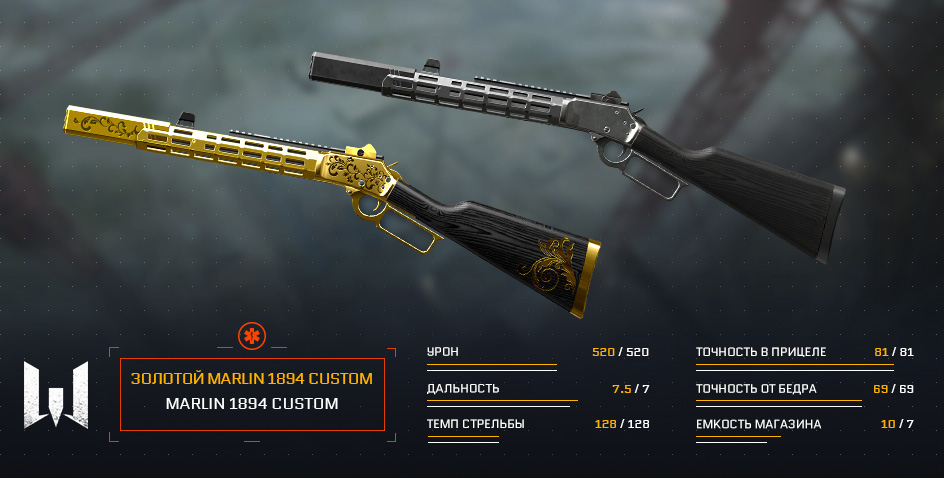 ЗОЛОТОЙ MARLIN 1894 CUSTOM
MARLIN 1894 CUSTOM
УРОН 520 / 520
ДАЛЬНОСТЬ 7.5 / 7
ТЕМП СТРЕЛЬБЫ 128 / 128
ТОЧНОСТЬ В ПРИЦЕЛЕ 81 / 81
ТОЧНОСТЬ ОТ БЕДРА 69 / 69
ЕМКОСТЬ МАГАЗИНА 10 / 7